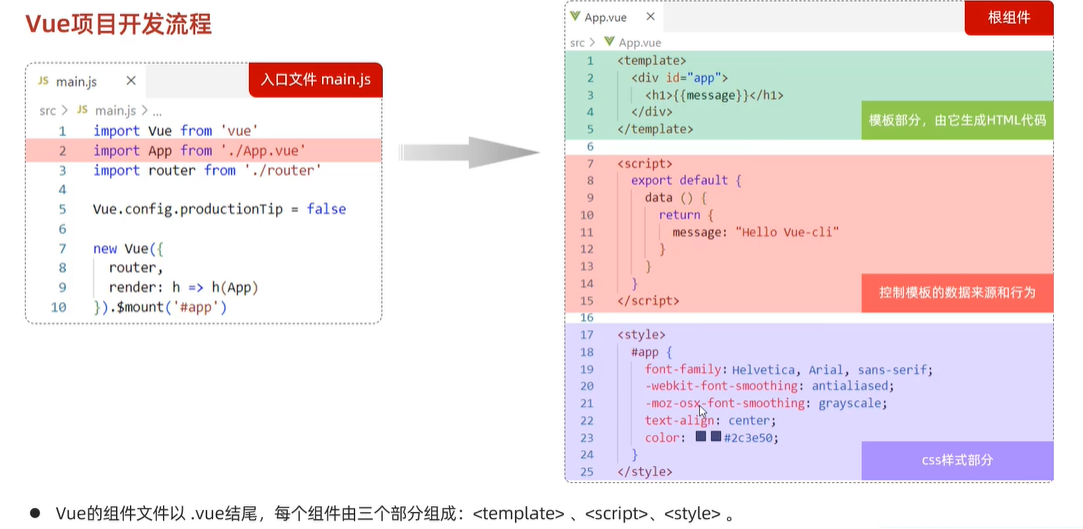 Vue项目开发流程
JS main.js ×
入口文件 main.js
src > JS main.js > ...
1 import Vue from 'vue'
2 import App from './App.vue'
3 import router from './router'
4
5 Vue.config.productionTip = false
6
7 new Vue({
8 router,
9 render: h => h(App)
10 }).$mount('#app')
App.vue ×
根组件
src > App.vue
1 <template>
2 <div id="app">
3 <h1>{{message}}</h1>
4 </div>
5 </template>
模板部分，由它生成HTML代码
6
7 <script>
8 export default {
9 data () {
10 return {
11 message: "Hello Vue-cli"
12 }
13 }
14 }
15 </script>
控制模板的数据来源和行为
16
17 <style>
18 #app {
19 font-family: Helvetica, Arial, sans-serif;
20 -webkit-font-smoothing: antialiased;
21 -moz-osx-font-smoothing: grayscale;
22 text-align: center;
23 color: #2c3e50;
24 }
25 </style>
css样式部分
● Vue的组件文件以 .vue结尾，每个组件由三个部分组成：<template> 、<script>、<style> 。